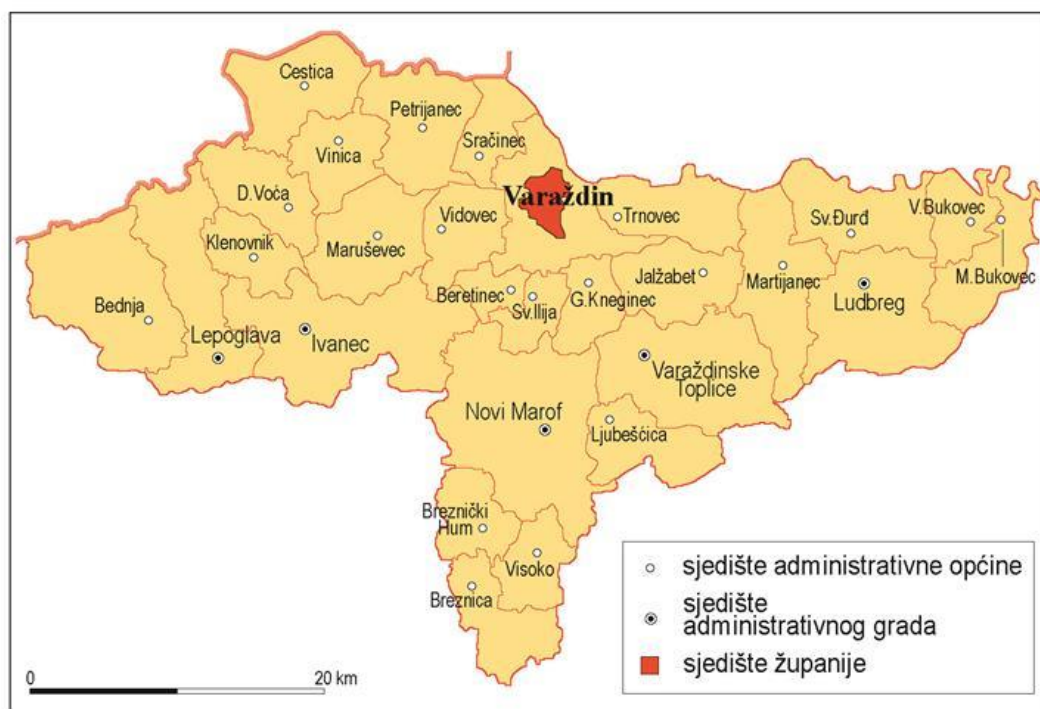 Cestica
Petrijanec
Sračinec
Vinica
Varaždin
D.Voća
Trnovec
Sv.Đurđ
V.Bukovec
Vidovec
Klenovnik
Maruševec
Jalžabet
Martijanec
M.Bukovec
Beretinec
Sv.Ilija
G.Kneginec
Ludbreg
Bednja
Lepoglava
Ivanec
Varaždinske
Toplice
Novi Marof
Ljubešćica
Breznički
Hum
Visoko
Breznica
sjedište administrativne općine
sjedište
administrativnog grada
sjedište županije
0 20 km